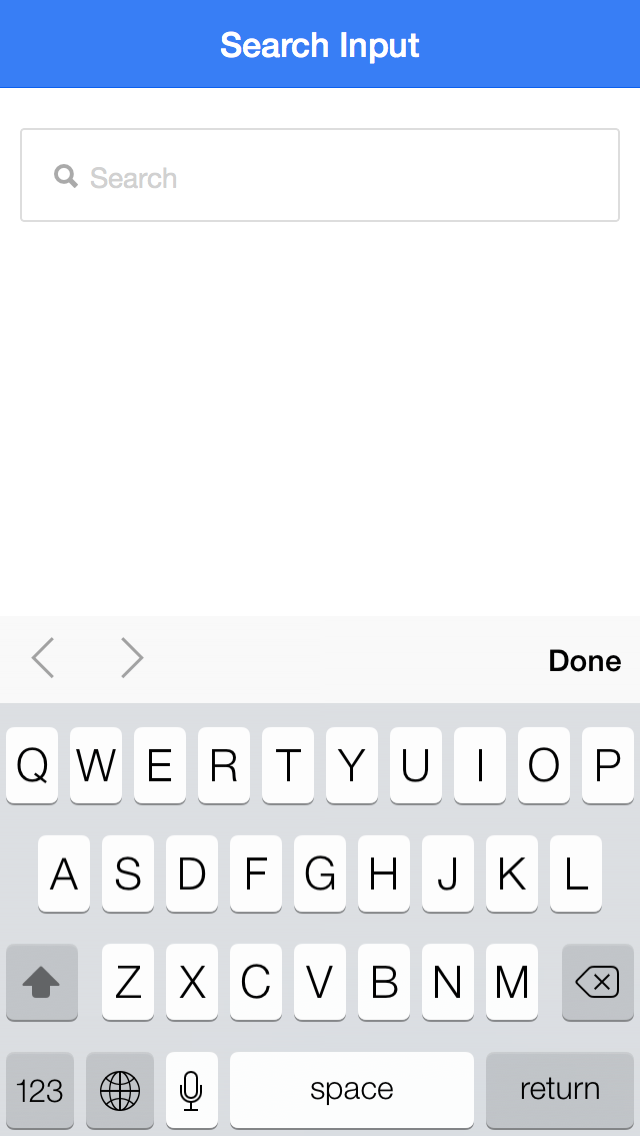 Search Input
Search
Done
Q W E R T Y U I O P
A S D F G H J K L
Z X C V B N M
123 space return